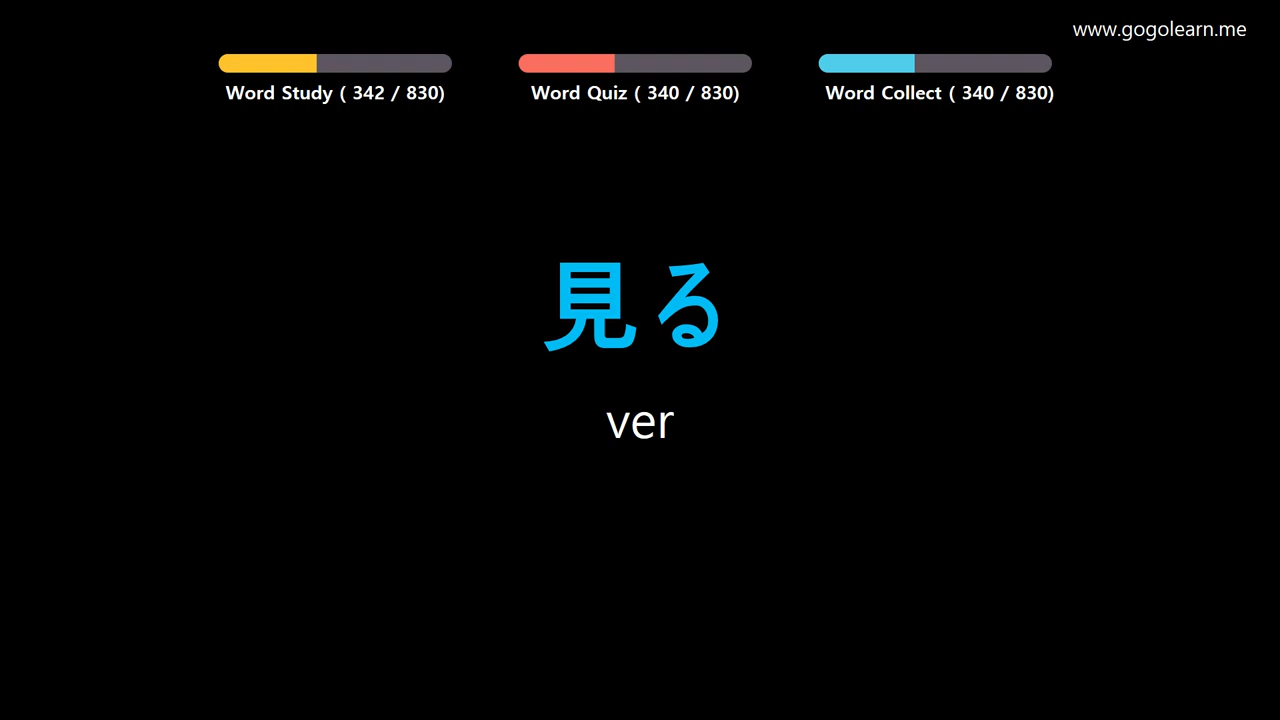 www.gogolearn.me
Word Study ( 342 / 830)
Word Quiz ( 340 / 830)
Word Collect ( 340 / 830)
見る
ver